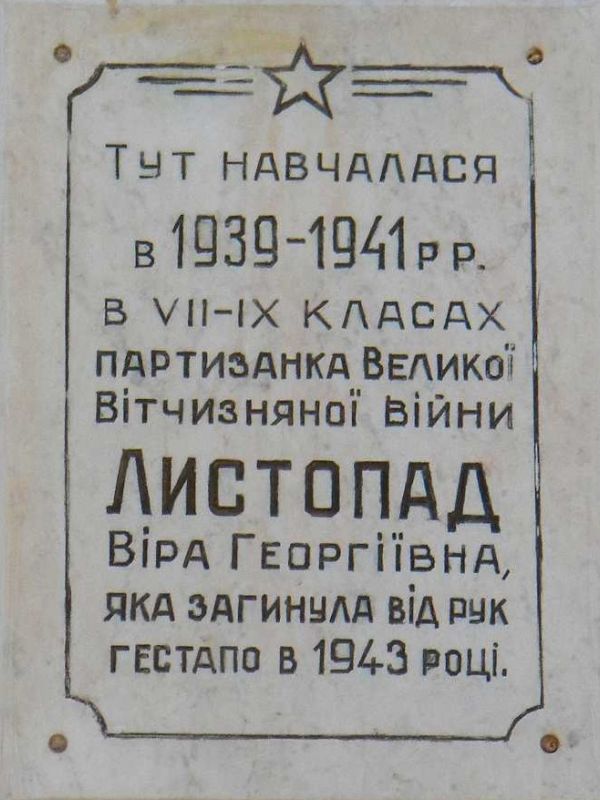 Тут навчалася
в 1939-1941 р р.
в VII-IX класах
партизанка Великої
Вітчизняної війни
ЛИСТОПАД
Віра Георгіївна,
яка загинула від рук
гестапо в 1943 році.